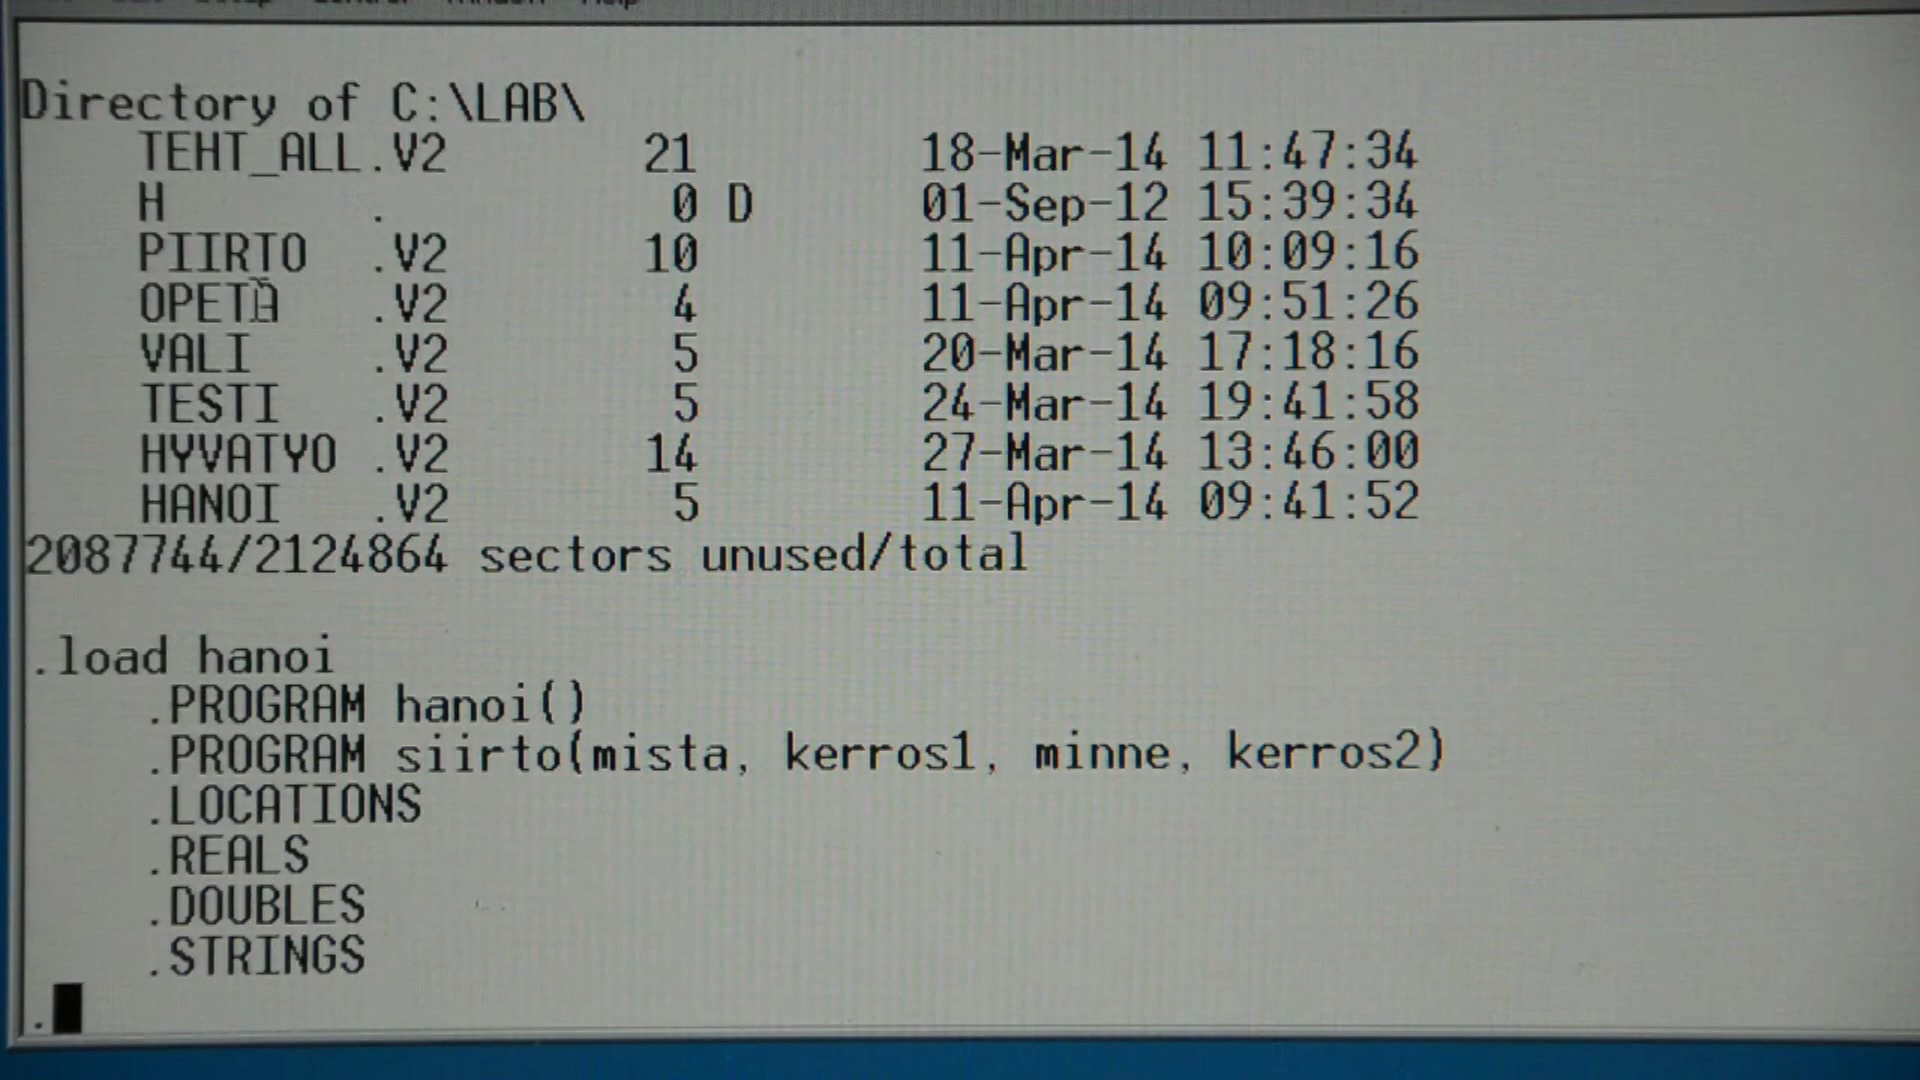 Directory of C:\LAB\
TEHT_ALL.V2 21 18-Mar-14 11:47:34
H . 0 D 01-Sep-12 15:39:34
PIIRTO .V2 10 11-Apr-14 10:09:16
OPETA .V2 4 11-Apr-14 09:51:26
VALI .V2 5 20-Mar-14 17:18:16
TESTI .V2 5 24-Mar-14 19:41:58
HYVATYO .V2 14 27-Mar-14 13:46:00
HANOI .V2 5 11-Apr-14 09:41:52
2087744/2124864 sectors unused/total
.load hanoi
.PROGRAM hanoi()
.PROGRAM siirto(mista, kerros1, minne, kerros2)
.LOCATIONS
.REALS
.DOUBLES
.STRINGS
.